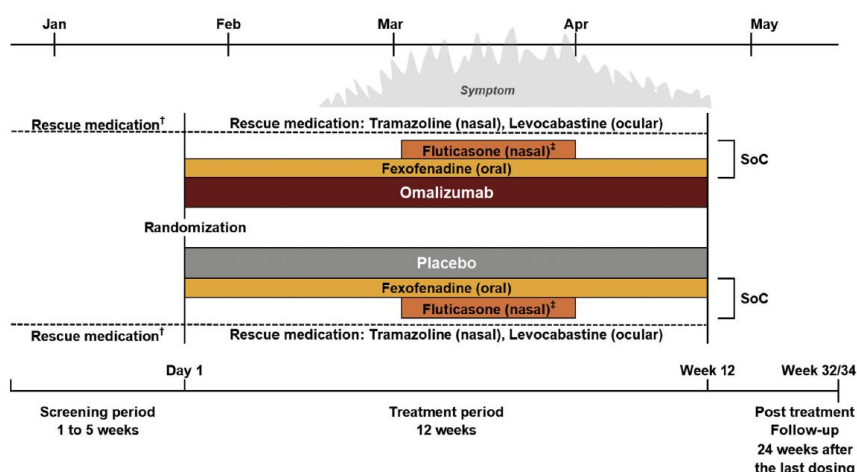 Jan Feb Mar Apr May
Symptom
Rescue medication† Rescue medication: Tramazoline (nasal), Levocabastine (ocular)
Fluticasone (nasal)‡
SoC
Fexofenadine (oral)
Omalizumab
Randomization
Placebo
Fexofenadine (oral)
SoC
Fluticasone (nasal)‡
Rescue medication† Rescue medication: Tramazoline (nasal), Levocabastine (ocular)
Day 1 Week 12 Week 32/34
Screening period
1 to 5 weeks
Treatment period
12 weeks
Post treatment
Follow-up
24 weeks after
the last dosing